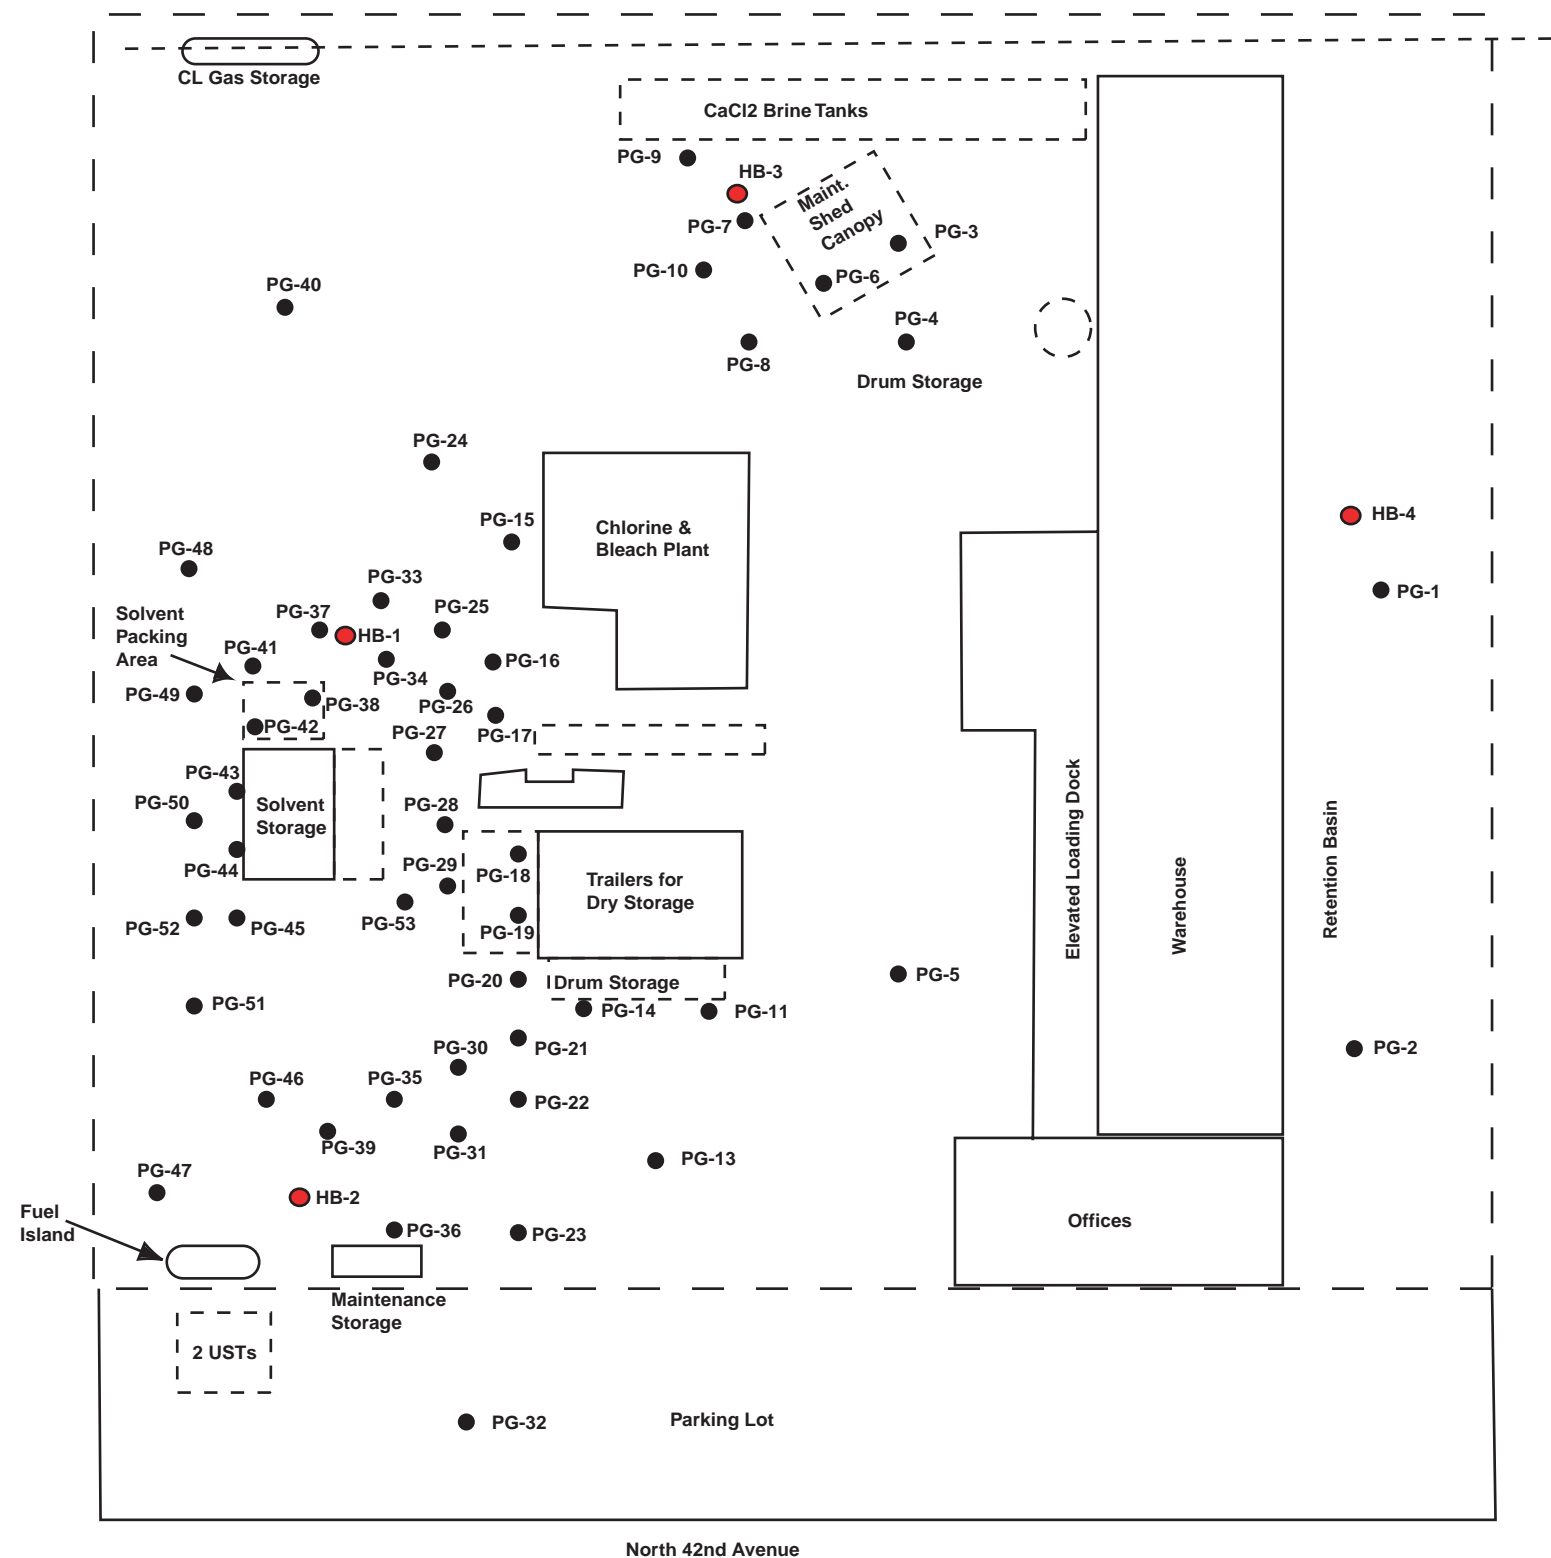 CL Gas Storage
CaCl2 Brine Tanks
PG-9
HB-3
Maint.
Shed
Canopy
PG-7
PG-3
PG-10
PG-6
PG-40
PG-4
PG-8
Drum Storage
PG-24
PG-15
Chlorine &
Bleach Plant
HB-4
PG-48
PG-33
PG-1
Solvent
Packing
Area
PG-37
PG-25
HB-1
PG-41
PG-16
PG-34
PG-49
PG-38
PG-26
PG-42
PG-27
PG-17
PG-43
PG-50
Solvent
Storage
PG-28
PG-44
PG-29
PG-18
Trailers for
Dry Storage
Elevated Loading Dock
Warehouse
Retention Basin
PG-52
PG-45
PG-53
PG-19
PG-20
Drum Storage
PG-5
PG-51
PG-14
PG-11
PG-30
PG-21
PG-2
PG-46
PG-35
PG-22
PG-39
PG-31
PG-13
PG-47
HB-2
Fuel
Island
PG-36
PG-23
Offices
Maintenance
Storage
2 USTs
PG-32
Parking Lot
North 42nd Avenue